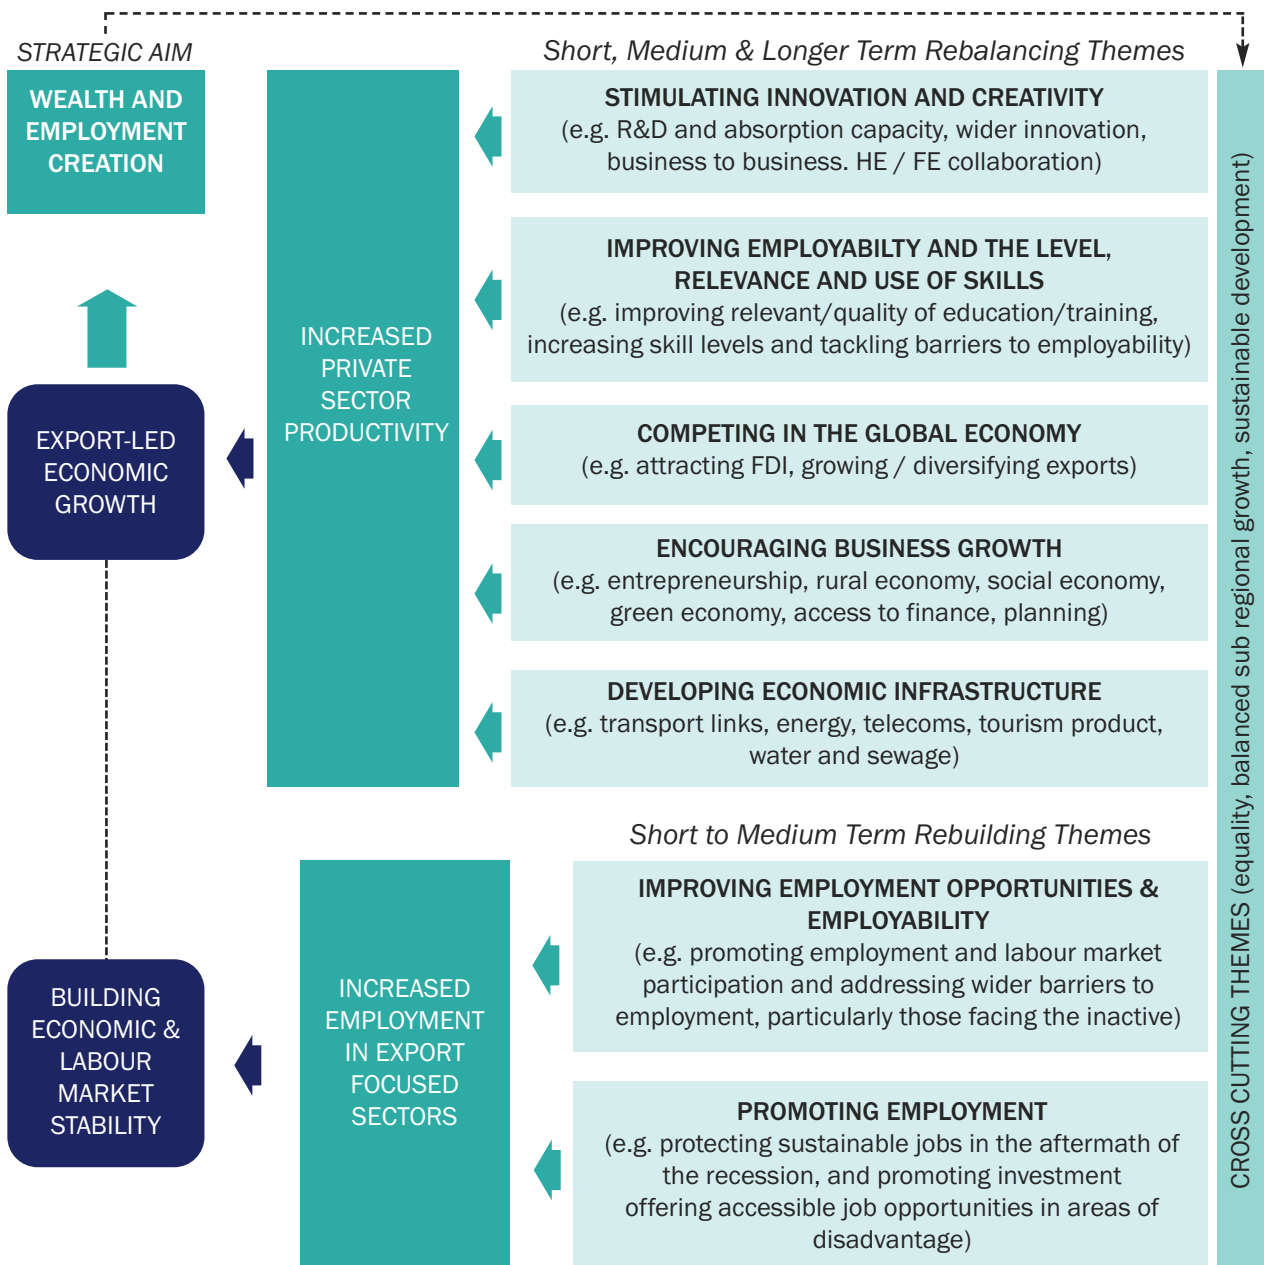 STRATEGIC AIM
WEALTH AND
EMPLOYMENT
CREATION
EXPORT-LED
ECONOMIC
GROWTH
BUILDING
ECONOMIC &
LABOUR
MARKET
STABILITY
INCREASED
PRIVATE
SECTOR
PRODUCTIVITY
Short, Medium & Longer Term Rebalancing Themes
STIMULATING INNOVATION AND CREATIVITY
(e.g. R&D and absorption capacity, wider innovation,
business to business. HE / FE collaboration)
IMPROVING EMPLOYABILTY AND THE LEVEL,
RELEVANCE AND USE OF SKILLS
(e.g. improving relevant/quality of education/training,
increasing skill levels and tackling barriers to employability)
COMPETING IN THE GLOBAL ECONOMY
(e.g. attracting FDI, growing / diversifying exports)
ENCOURAGING BUSINESS GROWTH
(e.g. entrepreneurship, rural economy, social economy,
green economy, access to finance, planning)
DEVELOPING ECONOMIC INFRASTRUCTURE
(e.g. transport links, energy, telecoms, tourism product,
water and sewage)
INCREASED
EMPLOYMENT
IN EXPORT
FOCUSED
SECTORS
Short to Medium Term Rebuilding Themes
IMPROVING EMPLOYMENT OPPORTUNITIES &
EMPLOYABILITY
(e.g. promoting employment and labour market
participation and addressing wider barriers to
employment, particularly those facing the inactive)
PROMOTING EMPLOYMENT
(e.g. protecting sustainable jobs in the aftermath of
the recession, and promoting investment
offering accessible job opportunities in areas of
disadvantage)
CROSS CUTTING THEMES (equality, balanced sub regional growth, sustainable development)